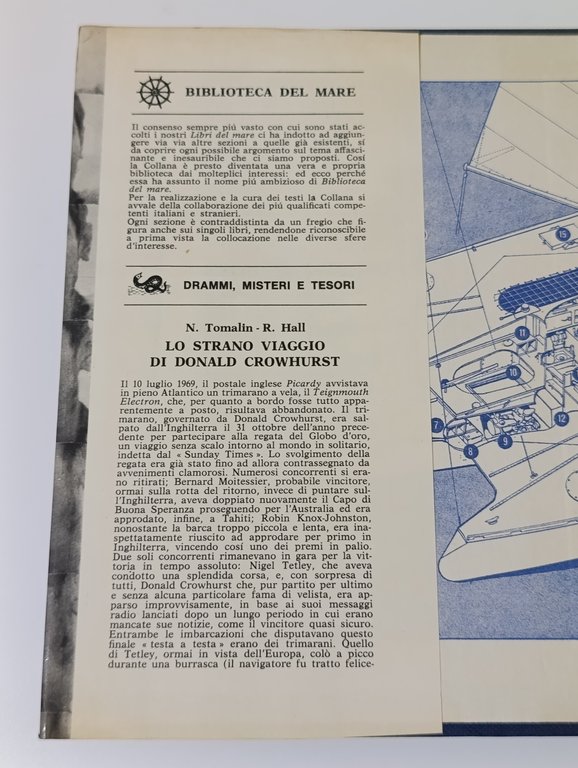 BIBLIOTECA DEL MARE
Il consenso sempre piú vasto con cui sono stati ac-
colti i nostri Libri del mare ci ha indotto ad aggiun-
gere via via altre sezioni a quelle già esistenti, sí
da coprire ogni possibile argomento sul tema affasci-
nante e inesauribile che ci siamo proposti. Cosí
la Collana è presto diventata una vera e propria
biblioteca dai molteplici interessi: ed ecco perché
essa ha assunto il nome piú ambizioso di Biblioteca
del mare.
Per la realizzazione e la cura dei testi la Collana si
avvale della collaborazione dei piú qualificati compe-
tenti italiani e stranieri.
Ogni sezione è contraddistinta da un fregio che fi-
gura anche sui singoli libri, rendendone riconoscibile
a prima vista la collocazione nelle diverse sfere
d'interesse.
DRAMMI, MISTERI E TESORI
N. Tomalin - R. Hall
LO STRANO VIAGGIO
DI DONALD CROWHURST
Il 10 luglio 1969, il postale inglese Picardy avvistava
in pieno Atlantico un trimarano a vela, il Teignmouth
Electron, che, per quanto a bordo fosse tutto appa-
rentemente a posto, risultava abbandonato. Il tri-
marano, governato da Donald Crowhurst, era sal-
pato dall'Inghilterra il 31 ottobre dell'anno prece-
dente per partecipare alla regata del Globo d'oro,
un viaggio senza scalo intorno al mondo in solitario,
indetta dal « Sunday Times ». Lo svolgimento della
regata era già stato fino ad allora contrassegnato da
avvenimenti clamorosi. Numerosi concorrenti si era-
no ritirati; Bernard Moitessier, probabile vincitore,
ormai sulla rotta del ritorno, invece di puntare sul-
l'Inghilterra, aveva doppiato nuovamente il Capo di
Buona Speranza proseguendo per l'Australia ed era
approdato, infine, a Tahiti; Robin Knox-Johnston,
nonostante la barca troppo piccola e lenta, era ina-
spettatamente riuscito ad approdare per primo in
Inghilterra, vincendo cosí uno dei premi in palio.
Due soli concorrenti rimanevano in gara per la vit-
toria in tempo assoluto: Nigel Tetley, che aveva
condotto una splendida corsa, e, con sorpresa di
tutti, Donald Crowhurst che, pur partito per ultimo
e senza alcuna particolare fama di velista, era ap-
parso improvvisamente, in base ai suoi messaggi
radio lanciati dopo un lungo periodo in cui erano
mancate sue notizie, come il vincitore quasi sicuro.
Entrambe le imbarcazioni che disputavano questo
finale « testa a testa » erano dei trimarani. Quello
di Tetley, ormai in vista dell'Europa, colò a picco
durante una burrasca (il navigatore fu tratto felice-
15
11
10
7
8
9
12